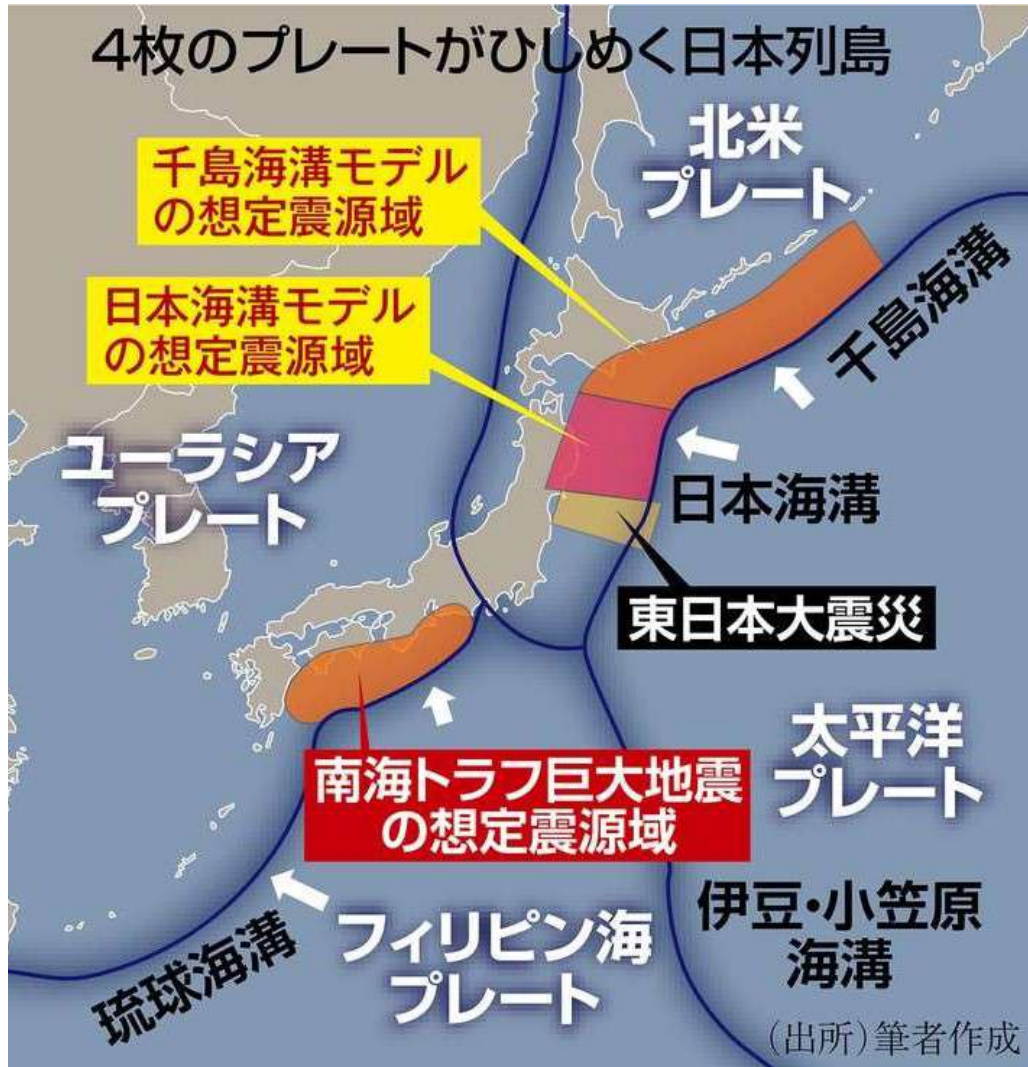 4枚のプレートがひしめく日本列島
北米
プレート
千島海溝モデル
の想定震源域
千島海溝
日本海溝モデル
の想定震源域
ユーラシア
プレート
日本海溝
東日本大震災
太平洋
プレート
南海トラフ巨大地震
の想定震源域
伊豆・小笠原
海溝
フィリピン海
プレート
琉球海溝
（出所）筆者作成